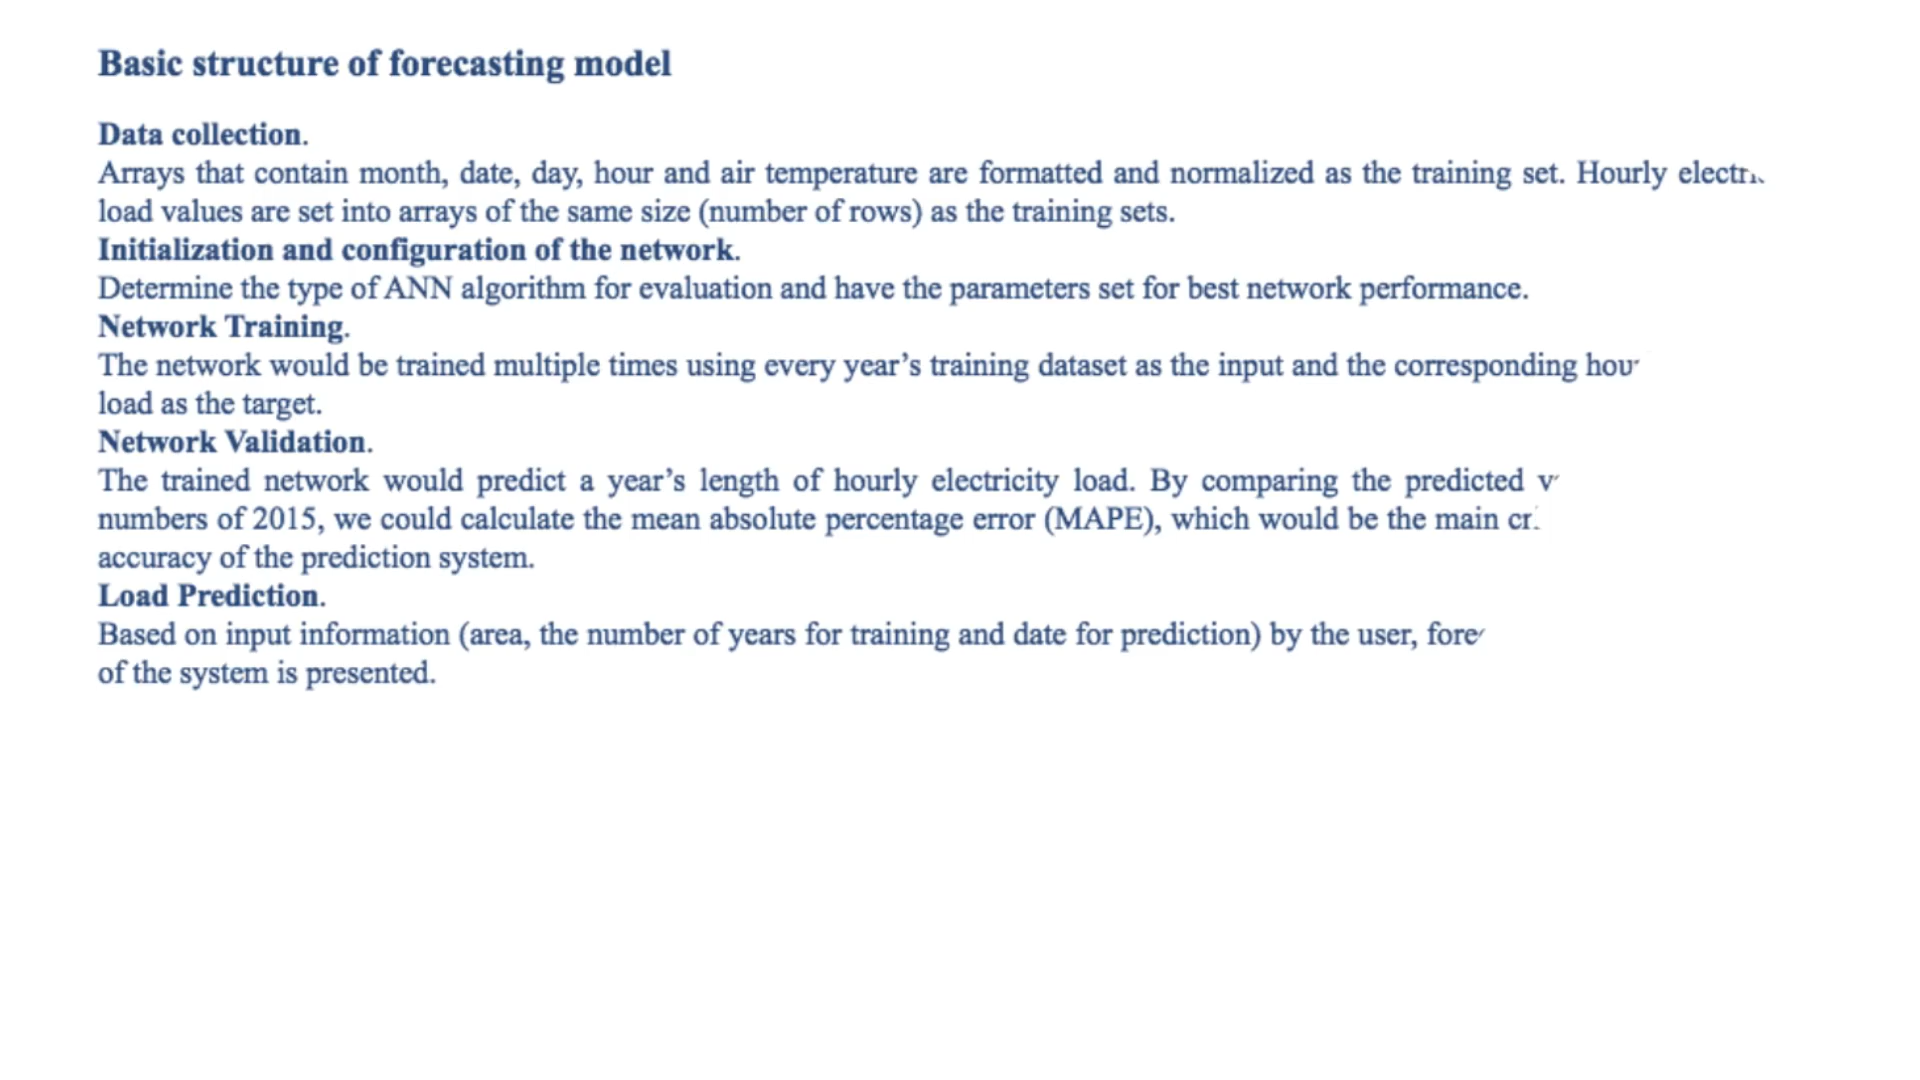 Basic structure of forecasting model
Data collection.
Arrays that contain month, date, day, hour and air temperature are formatted and normalized as the training set. Hourly
load values are set into arrays of the same size (number of rows) as the training sets.
Initialization and configuration of the network.
Determine the type of ANN algorithm for evaluation and have the parameters set for best network performance.
Network Training.
The network would be trained multiple times using every year’s training dataset as the input and the corresponding
load as the target.
Network Validation.
The trained network would predict a year’s length of hourly electricity load. By comparing the predicted
numbers of 2015, we could calculate the mean absolute percentage error (MAPE), which would be the main
accuracy of the prediction system.
Load Prediction.
Based on input information (area, the number of years for training and date for prediction) by the user,
of the system is presented.